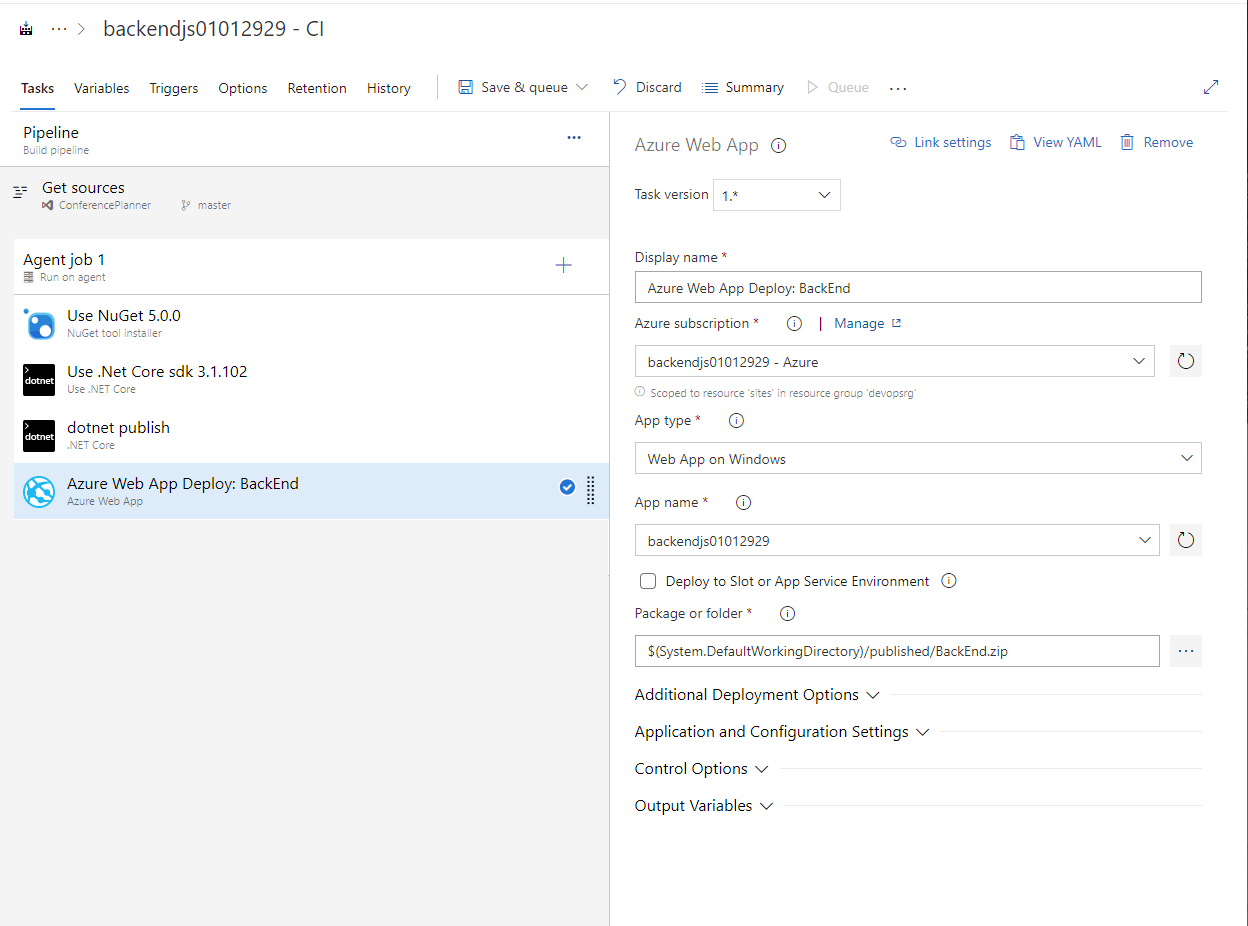 ··· > backendjs01012929 - CI
Tasks Variables Triggers Options Retention History Save & queue Discard Summary Queue ···
Pipeline ···
Build pipeline
Get sources
ConferencePlanner master
Agent job 1
Run on agent
Use NuGet 5.0.0
NuGet tool installer
dotnet
Use .Net Core sdk 3.1.102
Use .NET Core
dotnet
dotnet publish
.NET Core
Azure Web App Deploy: BackEnd
Azure Web App
Azure Web App Link settings View YAML Remove
Task version 1.*
Display name *
Azure Web App Deploy: BackEnd
Azure subscription * | Manage
backendjs01012929 - Azure
Scoped to resource 'sites' in resource group 'devopsrg'
App type *
Web App on Windows
App name *
backendjs01012929
Deploy to Slot or App Service Environment
Package or folder *
$(System.DefaultWorkingDirectory)/published/BackEnd.zip ···
Additional Deployment Options
Application and Configuration Settings
Control Options
Output Variables